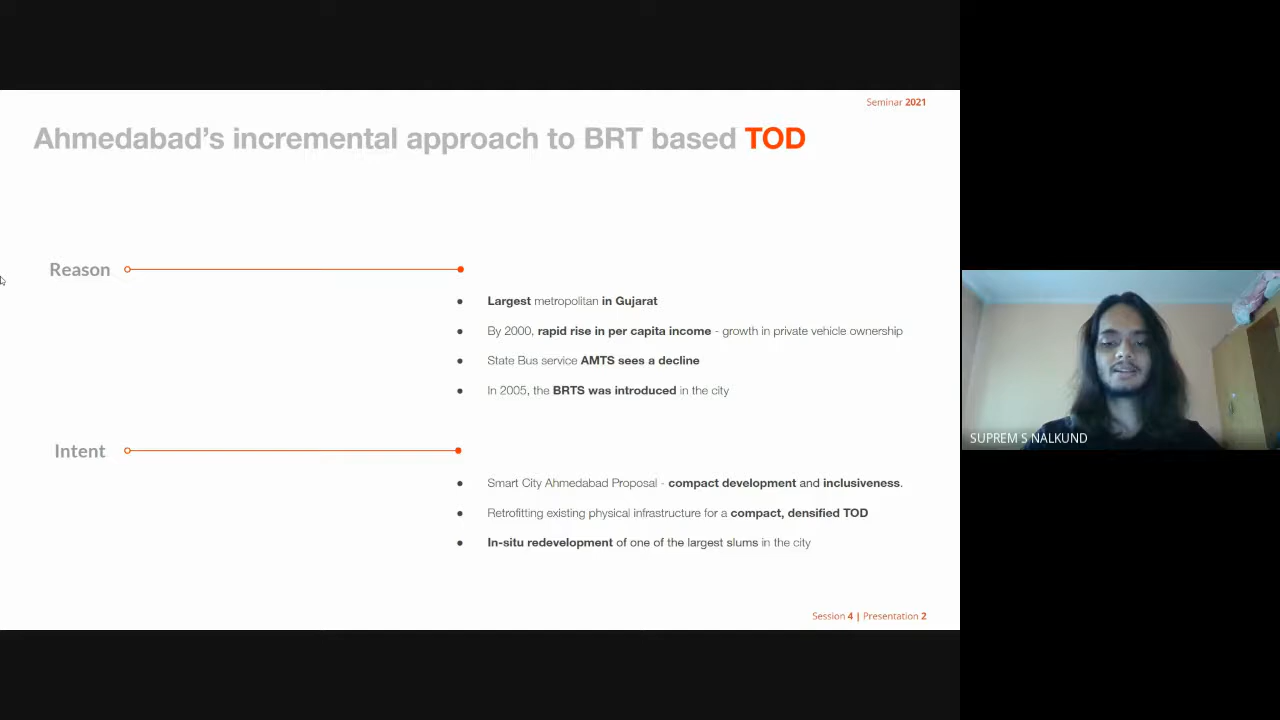 Seminar 2021
Ahmedabad’s incremental approach to BRT based TOD
Reason
• Largest metropolitan in Gujarat
• By 2000, rapid rise in per capita income - growth in private vehicle ownership
• State Bus service AMTS sees a decline
• In 2005, the BRTS was introduced in the city
Intent
• Smart City Ahmedabad Proposal - compact development and inclusiveness.
• Retrofitting existing physical infrastructure for a compact, densified TOD
• In-situ redevelopment of one of the largest slums in the city
SUPREM S NALKUND
Session 4 | Presentation 2